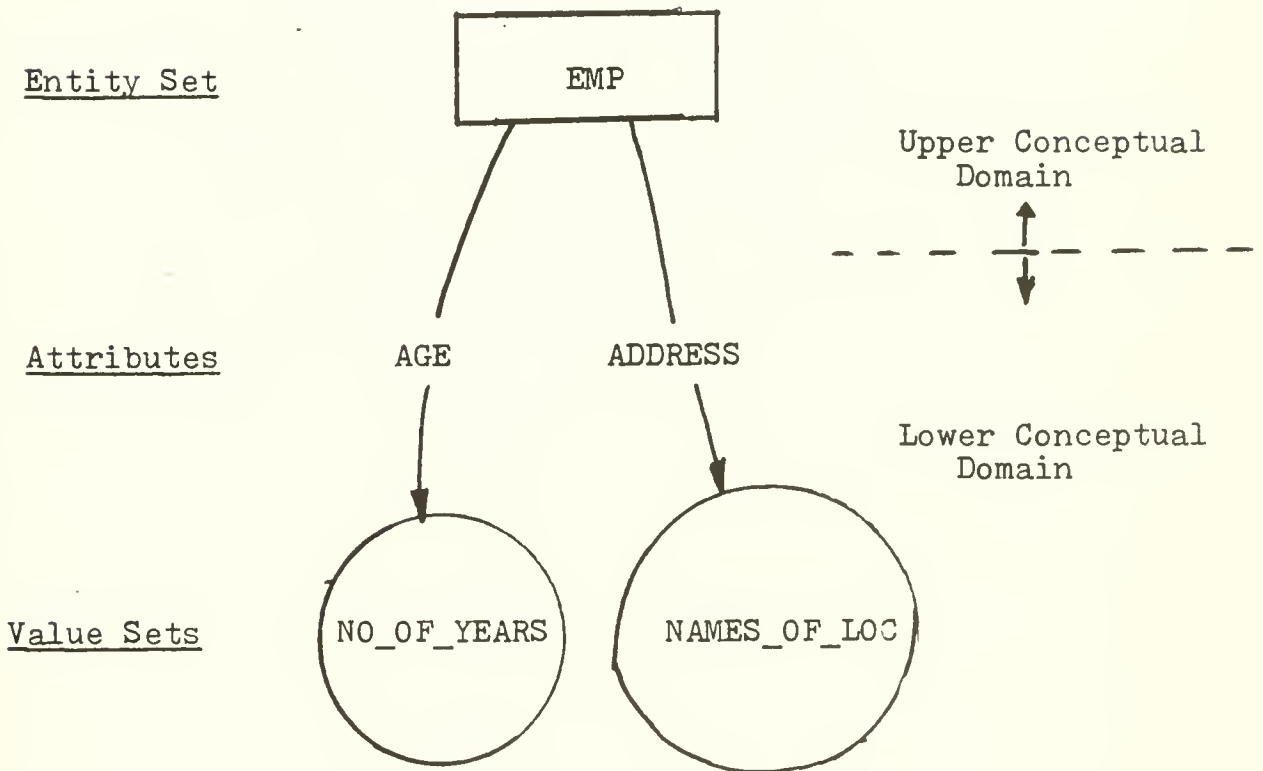 Entity Set
EMP
Upper Conceptual
Domain
Attributes
AGE
ADDRESS
Lower Conceptual
Domain
Value Sets
NO_OF_YEARS
NAMES_OF_LOC